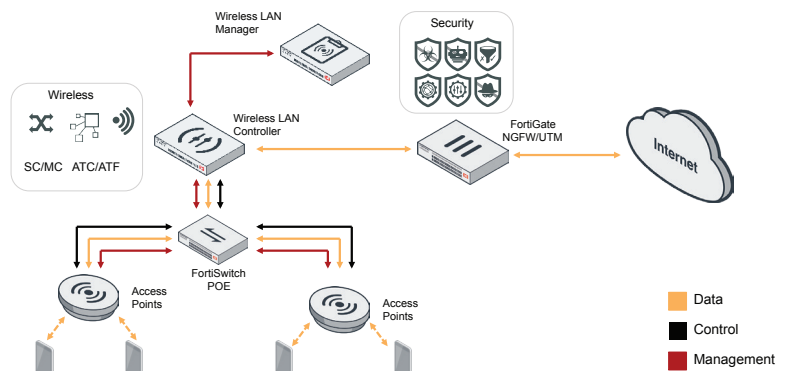 Wireless LAN
Manager
Security
Wireless
SC/MC ATC/ATF
Wireless LAN
Controller
FortiGate
NGFW/UTM
Internet
FortiSwitch
POE
Access
Points
Access
Points
Data
Control
Management